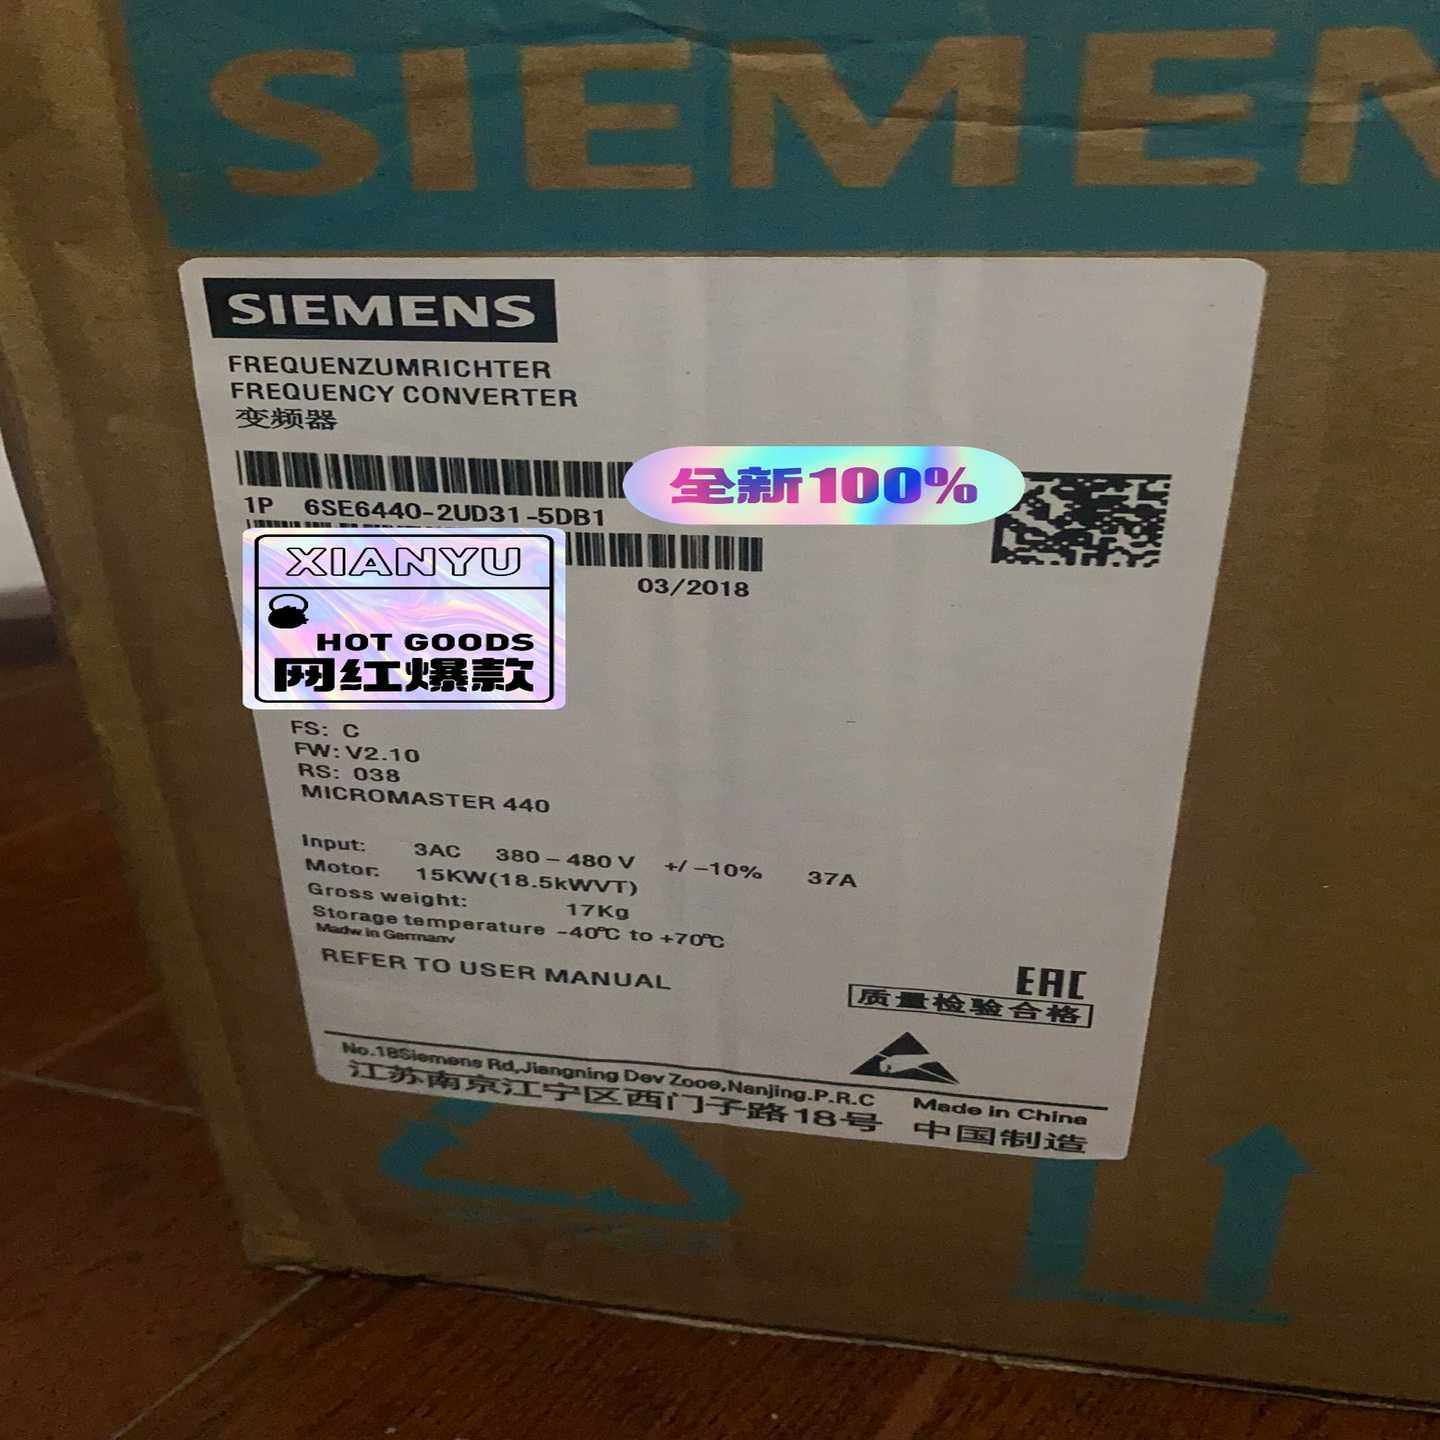 SIEMEN
SIEMENS
FREQUENZUMRICHTER
FREQUENCY CONVERTER
变频器
全新100%
1P 6SE6440-2UD31-5DB1
XIANYU
03/2018
HOT GOODS
网红爆款
FS: C
FW: V2.10
RS: 038
MICROMASTER 440
Input: 3AC 380-480V +/-10% 37A
Motor: 15KW(18.5kWVT)
Gross weight: 17Kg
Storage temperature -40℃ to +70℃
Madw in Germanv
REFER TO USER MANUAL
EAC
质量检验合格
No.18Siemens Rd,Jiangning Dev Zooe,Nanjing.P.R.C Made in China
江苏南京江宁区西门子路18号 中国制造